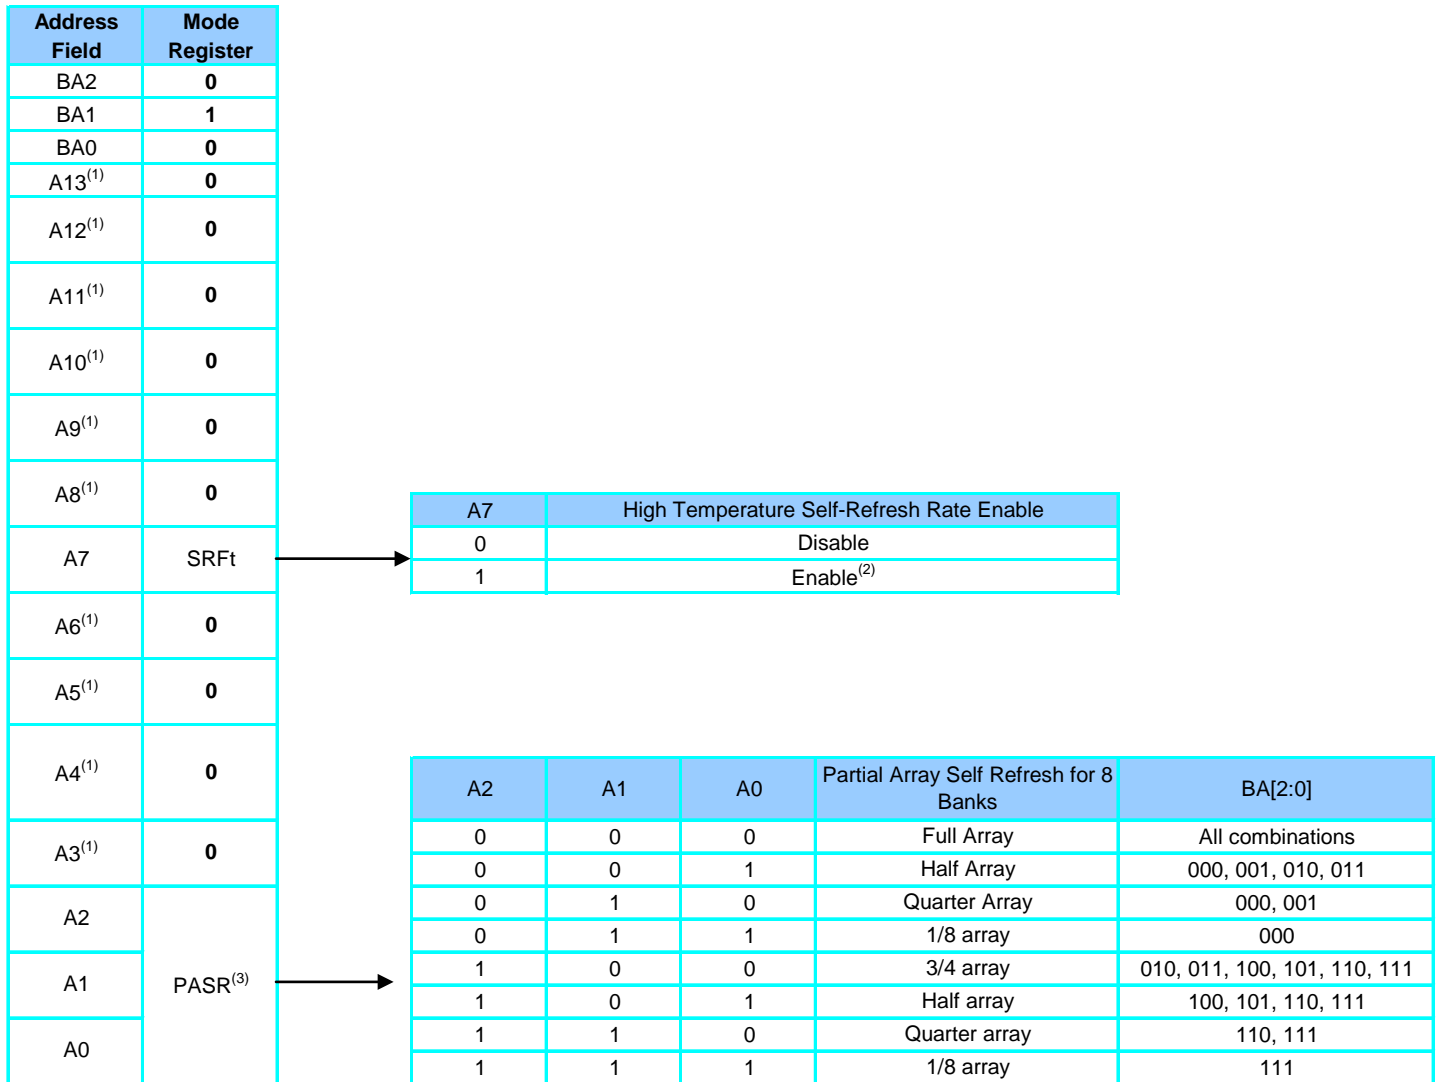 Address Field Mode Register
BA2 0
BA1 1
BA0 0
A13(1) 0
A12(1) 0
A11(1) 0
A10(1) 0
A9(1) 0
A8(1) 0
A7 SRFt
A6(1) 0
A5(1) 0
A4(1) 0
A3(1) 0
A2
A1 PASR(3)
A0
A7 High Temperature Self-Refresh Rate Enable
0 Disable
1 Enable(2)
A2 A1 A0 Partial Array Self Refresh for 8 Banks BA[2:0]
0 0 0 Full Array All combinations
0 0 1 Half Array 000, 001, 010, 011
0 1 0 Quarter Array 000, 001
0 1 1 1/8 array 000
1 0 0 3/4 array 010, 011, 100, 101, 110, 111
1 0 1 Half array 100, 101, 110, 111
1 1 0 Quarter array 110, 111
1 1 1 1/8 array 111